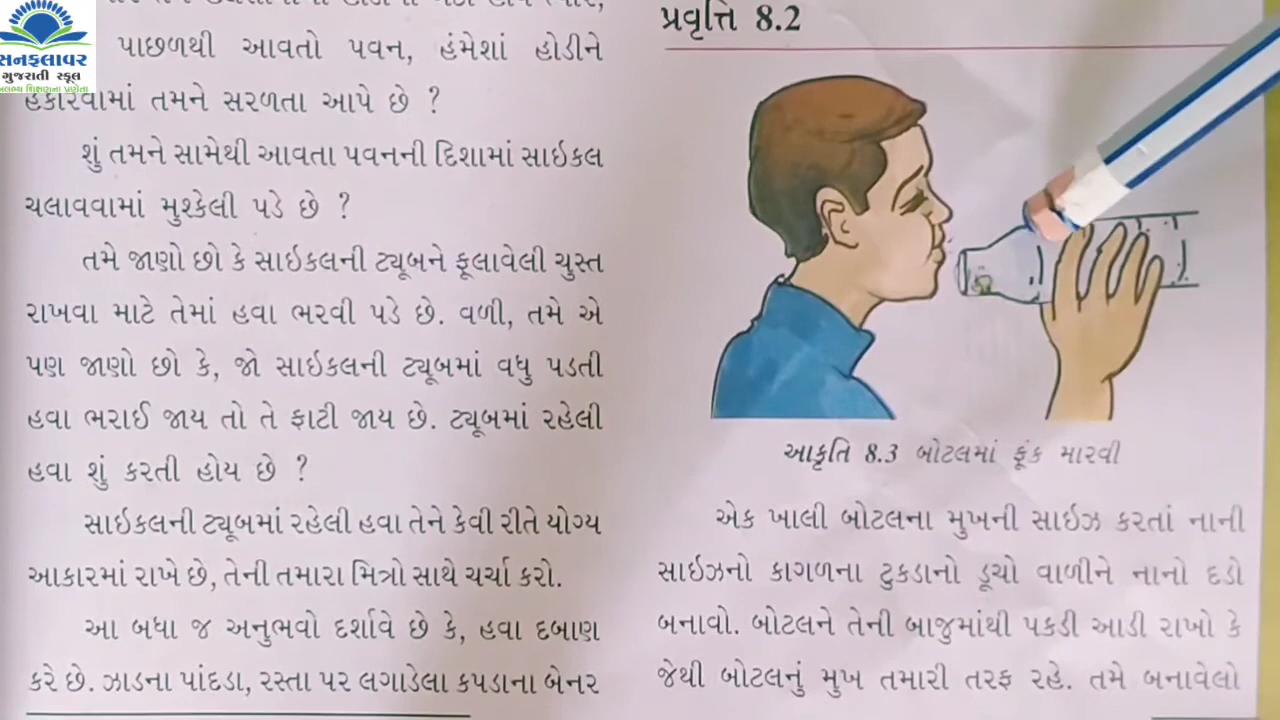 સનફલાવર
ગુજરાતી સ્કૂલ
પાછળથી આવતો પવન, હંમેશાં હોડીને
હંકારવામાં તમને સરળતા આપે છે ?
શું તમને સામેથી આવતા પવનની દિશામાં સાઇકલ
ચલાવવામાં મુશ્કેલી પડે છે ?
તમે જાણો છો કે સાઇકલની ટ્યૂબને ફૂલાવેલી ચુસ્ત
રાખવા માટે તેમાં હવા ભરવી પડે છે. વળી, તમે એ
પણ જાણો છો કે, જો સાઇકલની ટ્યૂબમાં વધુ પડતી
હવા ભરાઈ જાય તો તે ફાટી જાય છે. ટ્યૂબમાં રહેલી
હવા શું કરતી હોય છે ?
સાઇકલની ટ્યૂબમાં રહેલી હવા તેને કેવી રીતે યોગ્ય
આકારમાં રાખે છે, તેની તમારા મિત્રો સાથે ચર્ચા કરો.
આ બધા જ અનુભવો દર્શાવે છે કે, હવા દબાણ
કરે છે. ઝાડના પાંદડા, રસ્તા પર લગાડેલા કપડાના બેનર
પ્રવૃત્તિ 8.2
આકૃતિ 8.3 બોટલમાં ફૂંક મારવી
એક ખાલી બોટલના મુખની સાઇઝ કરતાં નાની
સાઇઝનો કાગળના ટુકડાનો ડૂચો વાળીને નાનો દડો
બનાવો. બોટલને તેની બાજુમાંથી પકડી આડી રાખો કે
જેથી બોટલનું મુખ તમારી તરફ રહે. તમે બનાવેલો